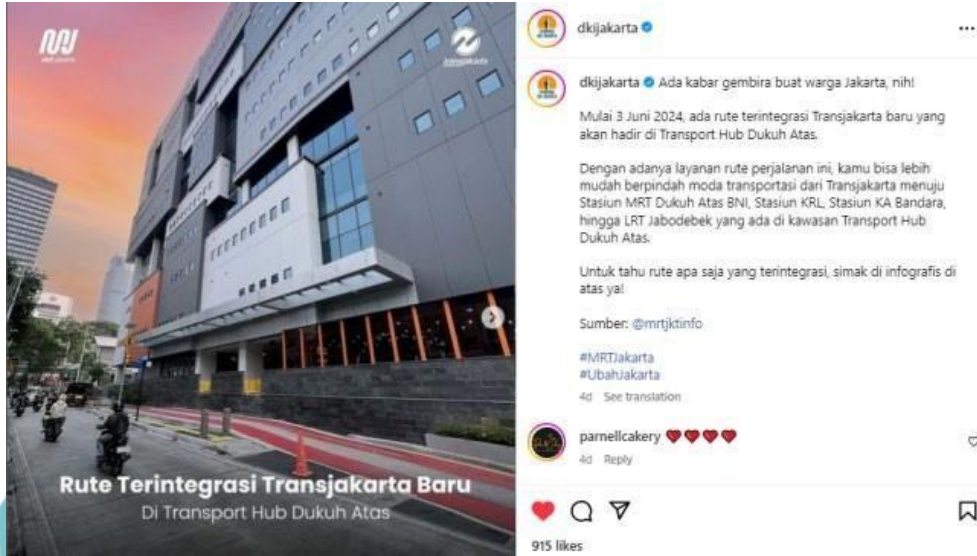 transjakarta
Rute Terintegrasi Transjakarta Baru
Di Transport Hub Dukuh Atas
dkijakarta
dkijakarta Ada kabar gembira buat warga Jakarta, nih!
Mulai 3 Juni 2024, ada rute terintegrasi Transjakarta baru yang
akan hadir di Transport Hub Dukuh Atas.
Dengan adanya layanan rute perjalanan ini, kamu bisa lebih
mudah berpindah moda transportasi dari Transjakarta menuju
Stasiun MRT Dukuh Atas BNI, Stasiun KRL, Stasiun KA Bandara,
hingga LRT Jabodebek yang ada di kawasan Transport Hub
Dukuh Atas.
Untuk tahu rute apa saja yang terintegrasi, simak di infografis di
atas ya!
Sumber: @mrtjktinfo
#MRTJakarta
#UbahJakarta
4d See translation
parnellcakery
4d Reply
915 likes